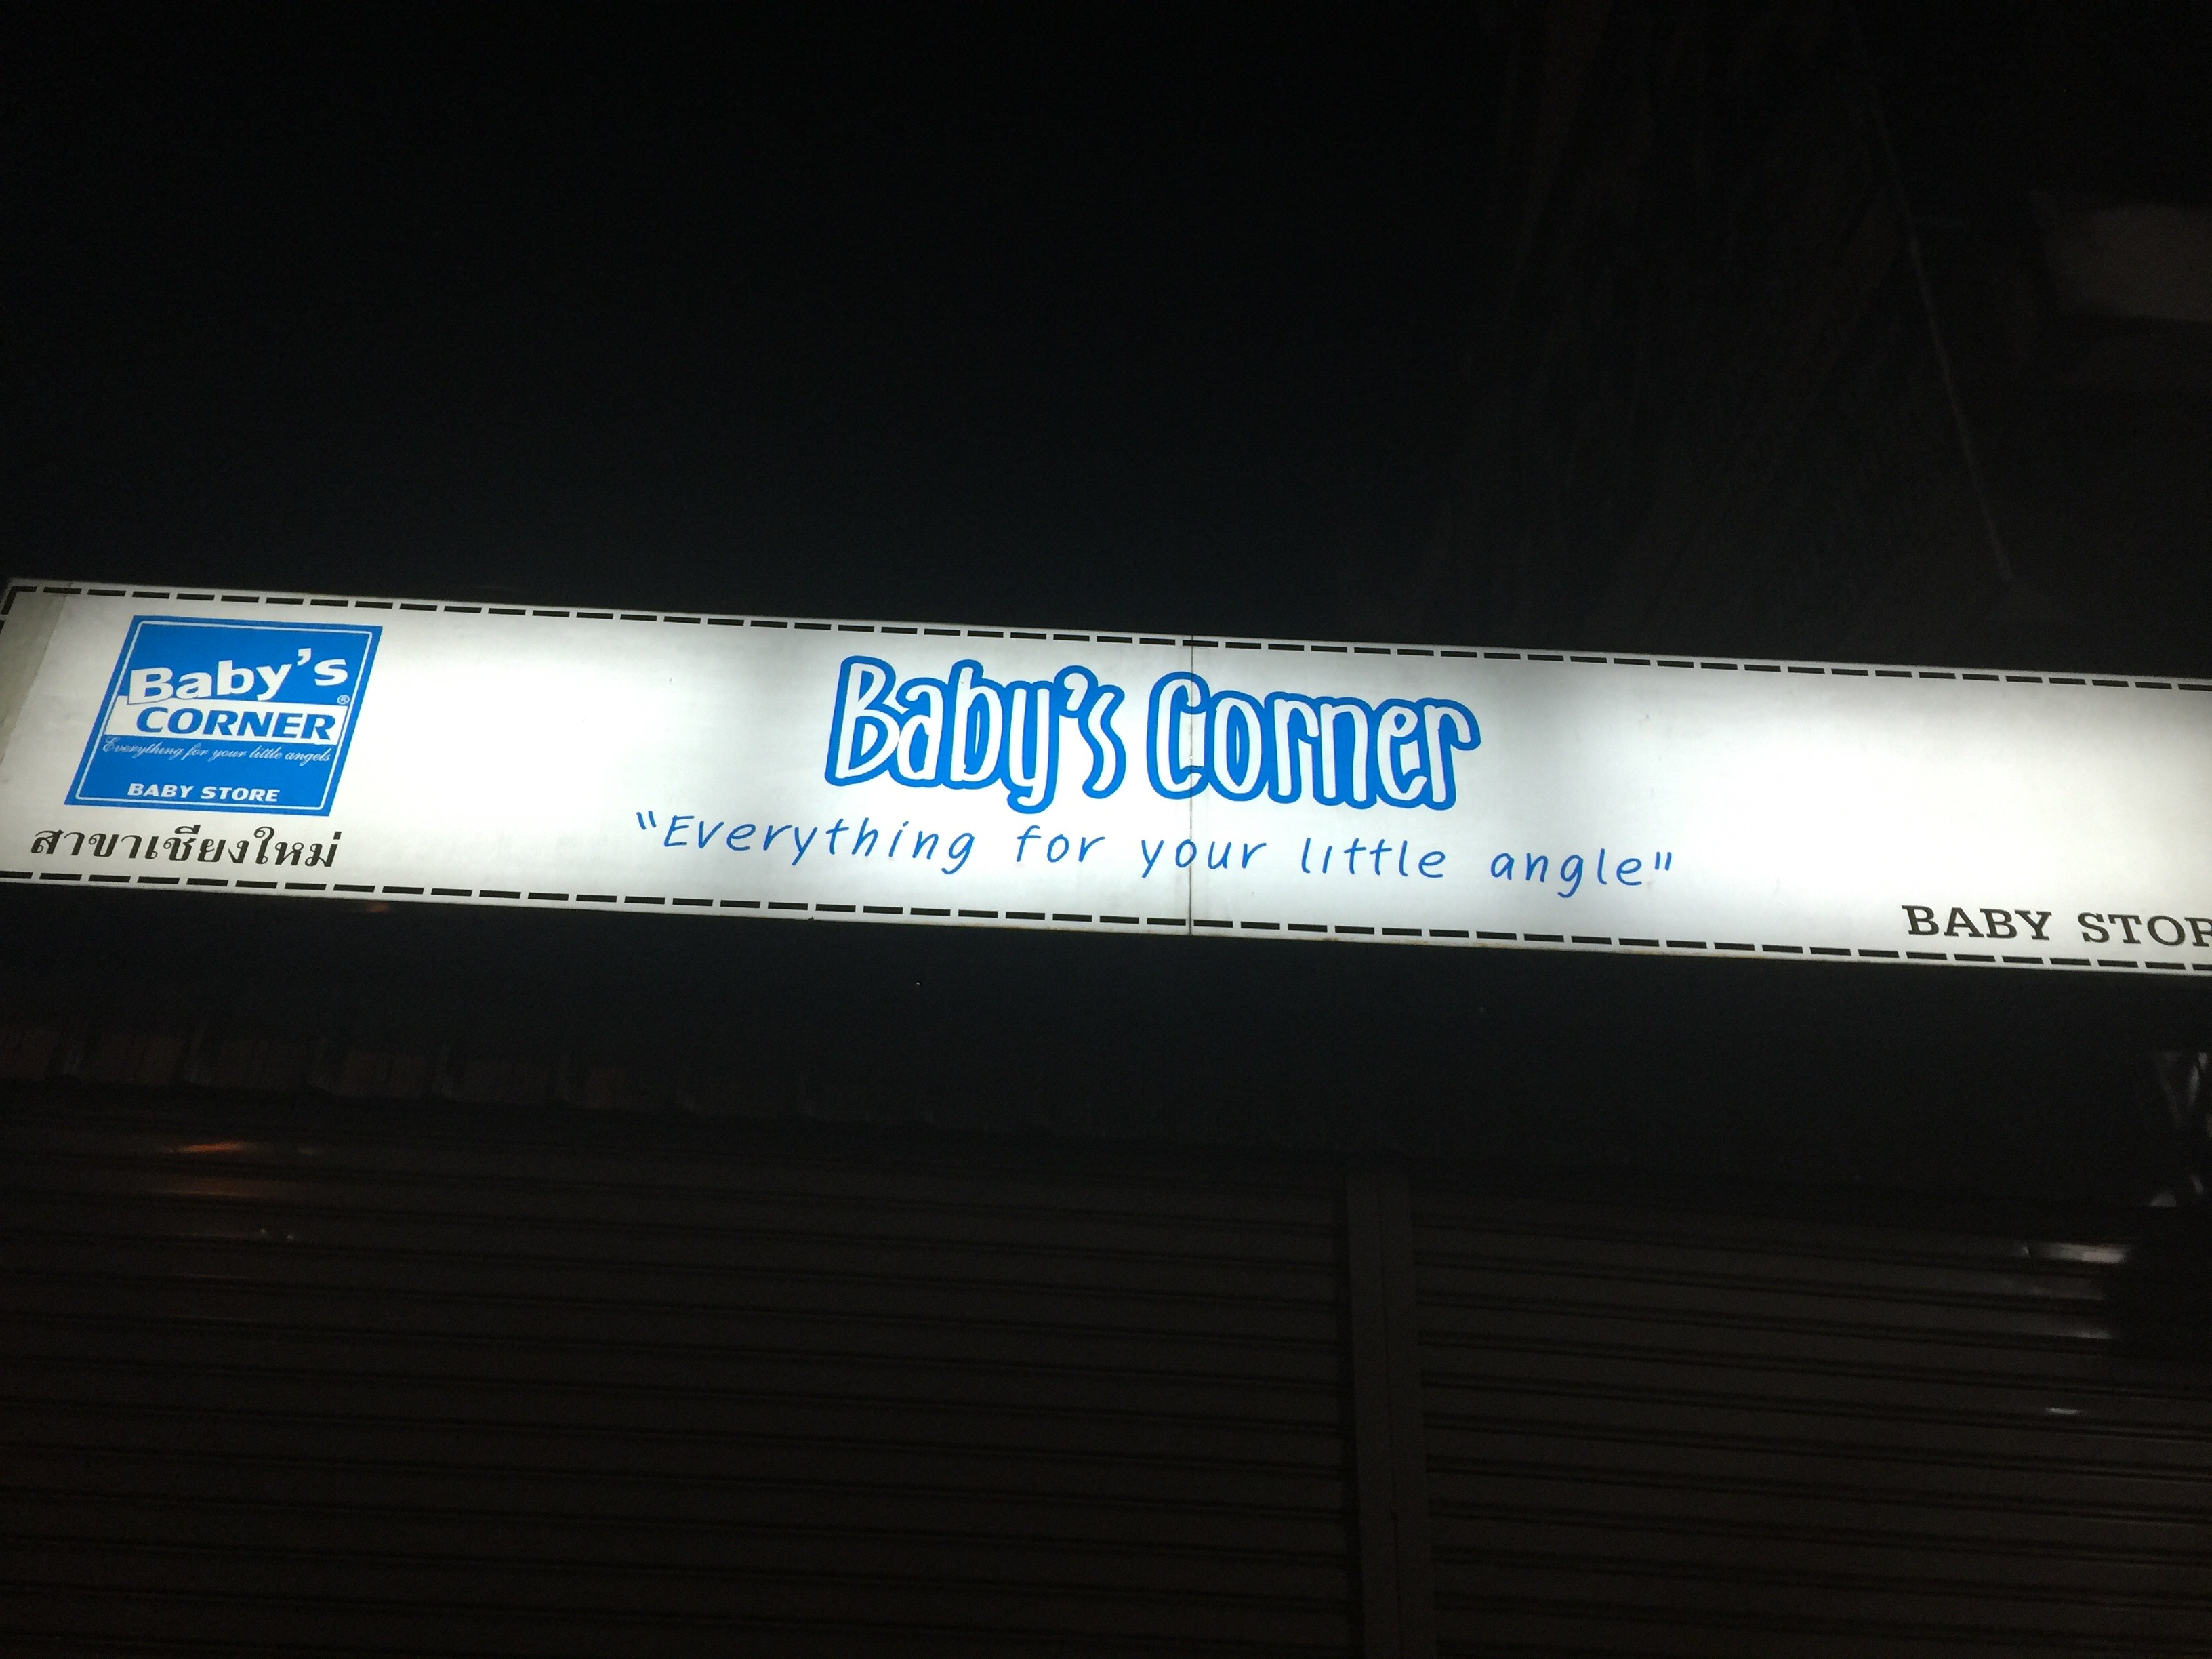 Baby's
CORNER
Everything for your little angels
BABY STORE
สาขาเชียงใหม่
Baby's Corner
"Everything for your little angle"
BABY STOR